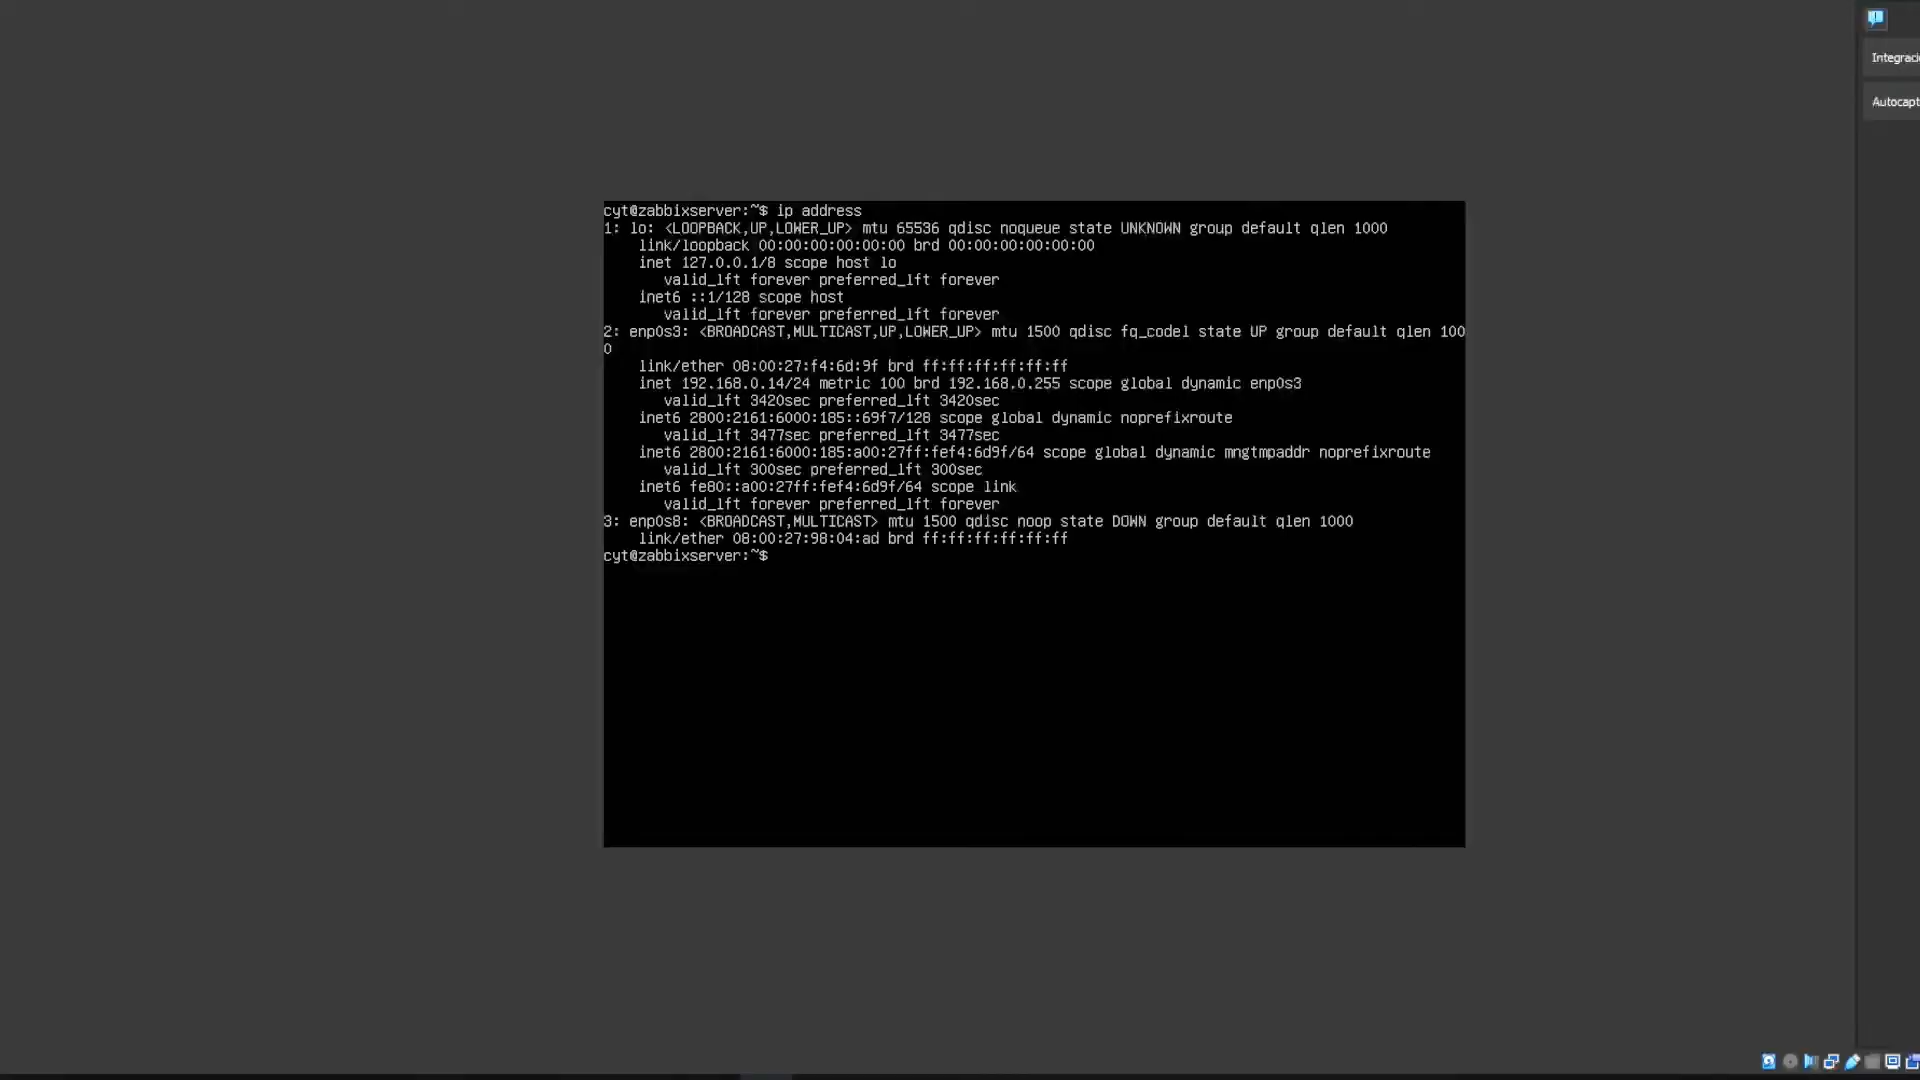 Integraci
Autocapt
cyt@zabbixserver:~$ ip address
1: lo: <LOOPBACK,UP,LOWER_UP> mtu 65536 qdisc noqueue state UNKNOWN group default qlen 1000
link/loopback 00:00:00:00:00:00 brd 00:00:00:00:00:00
inet 127.0.0.1/8 scope host lo
valid_lft forever preferred_lft forever
inet6 ::1/128 scope host
valid_lft forever preferred_lft forever
2: enp0s3: <BROADCAST,MULTICAST,UP,LOWER_UP> mtu 1500 qdisc fq_codel state UP group default qlen 100
0
link/ether 08:00:27:f4:6d:9f brd ff:ff:ff:ff:ff:ff
inet 192.168.0.14/24 metric 100 brd 192.168.0.255 scope global dynamic enp0s3
valid_lft 3420sec preferred_lft 3420sec
inet6 2800:2161:6000:185::69f7/128 scope global dynamic noprefixroute
valid_lft 3477sec preferred_lft 3477sec
inet6 2800:2161:6000:185:a00:27ff:fef4:6d9f/64 scope global dynamic mngtmpaddr noprefixroute
valid_lft 300sec preferred_lft 300sec
inet6 fe80::a00:27ff:fef4:6d9f/64 scope link
valid_lft forever preferred_lft forever
3: enp0s8: <BROADCAST,MULTICAST> mtu 1500 qdisc noop state DOWN group default qlen 1000
link/ether 08:00:27:98:04:ad brd ff:ff:ff:ff:ff:ff
cyt@zabbixserver:~$